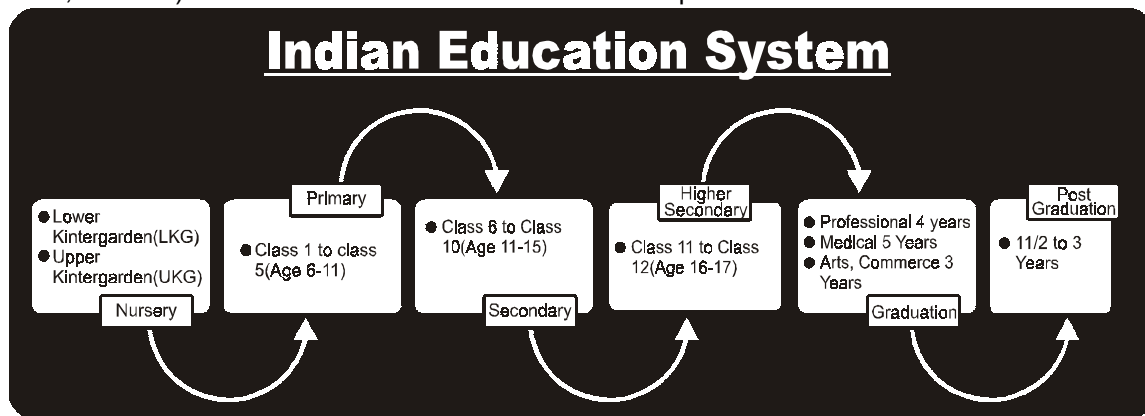 Indian Education System
● Lower
Kintergarden(LKG)
● Upper
Kintergarden(UKG)
Nursery
Primary
● Class 1 to class
5(Age 6-11)
● Class 6 to Class
10(Age 11-15)
Secondary
Higher
Secondary
● Class 11 to Class
12(Age 16-17)
● Professional 4 years
● Medical 5 Years
● Arts, Commerce 3
Years
Graduation
Post
Graduation
● 11/2 to 3
Years